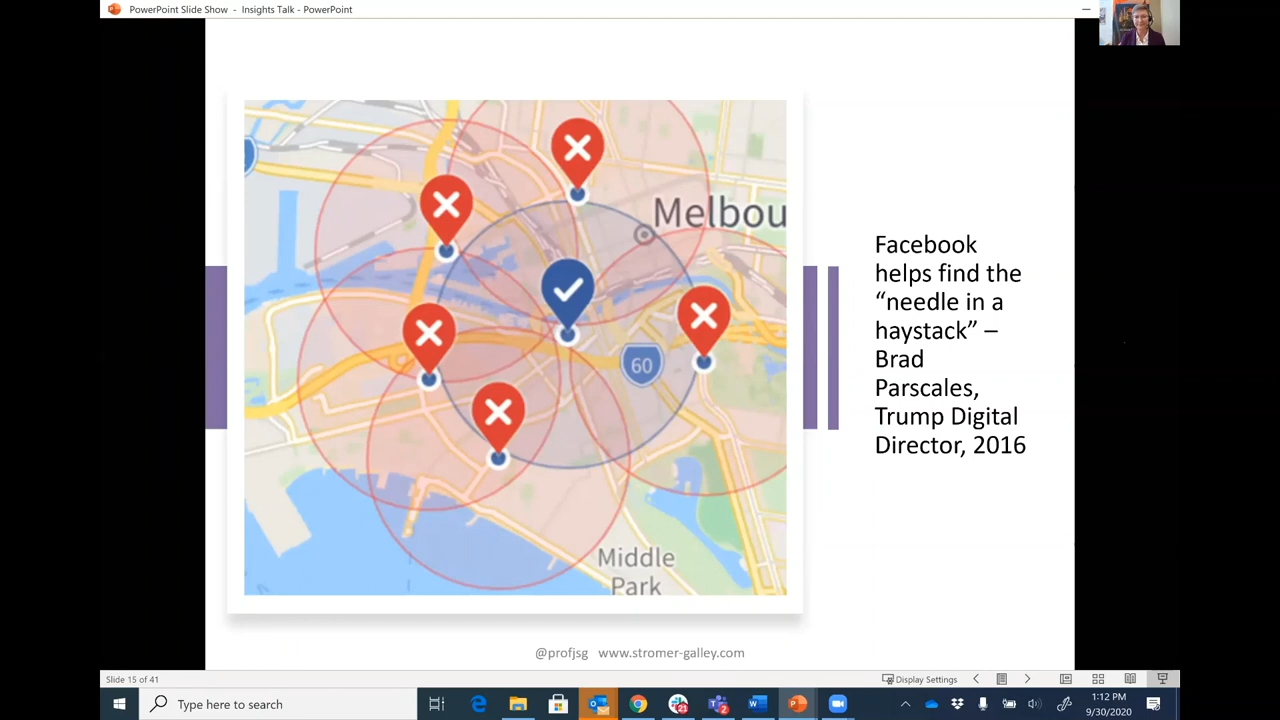 PowerPoint Slide Show - Insights Talk - PowerPoint
Melbou
60
Middle
Park
Facebook
helps find the
“needle in a
haystack” –
Brad
Parscales,
Trump Digital
Director, 2016
@profjsg www.stromer-galley.com
Slide 15 of 41
Display Settings
Type here to search
21
2
1:12 PM
9/30/2020